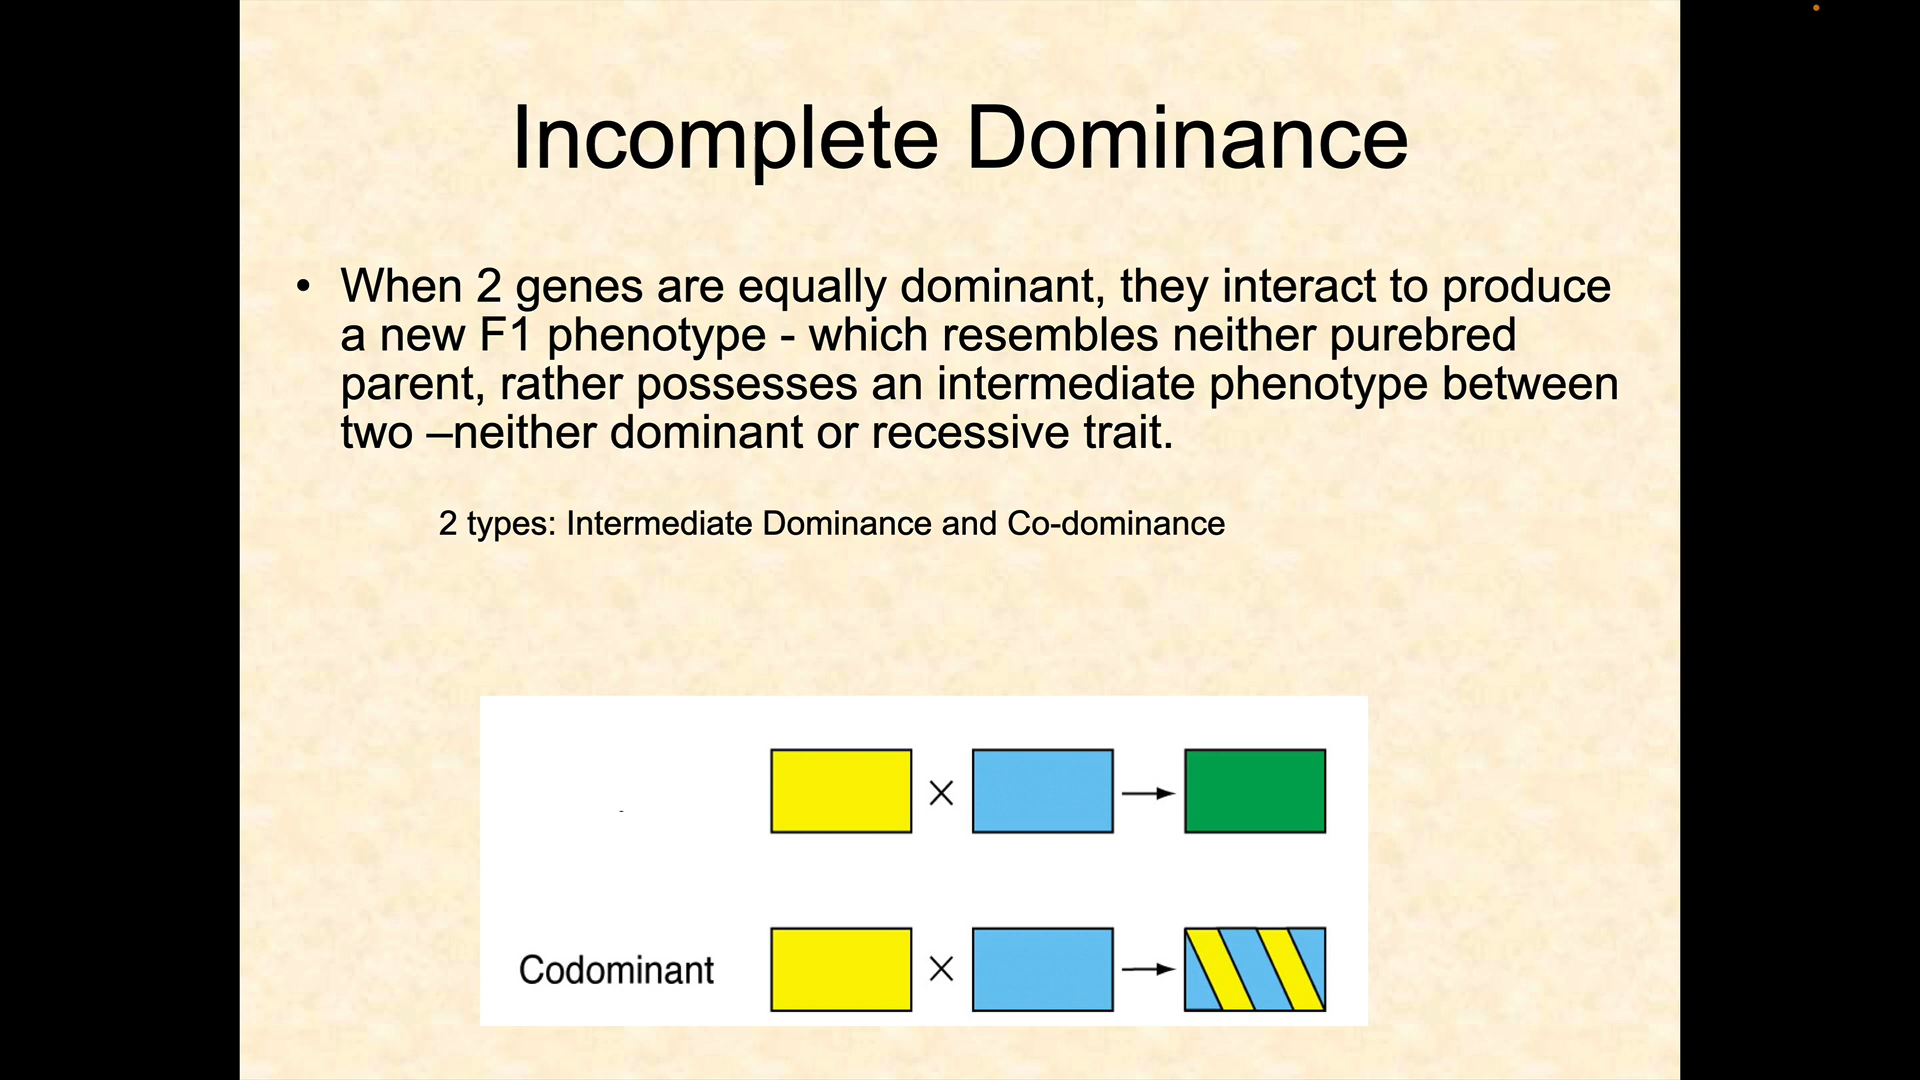 Incomplete Dominance
• When 2 genes are equally dominant, they interact to produce
a new F1 phenotype - which resembles neither purebred
parent, rather possesses an intermediate phenotype between
two –neither dominant or recessive trait.
2 types: Intermediate Dominance and Co-dominance
×
Codominant ×